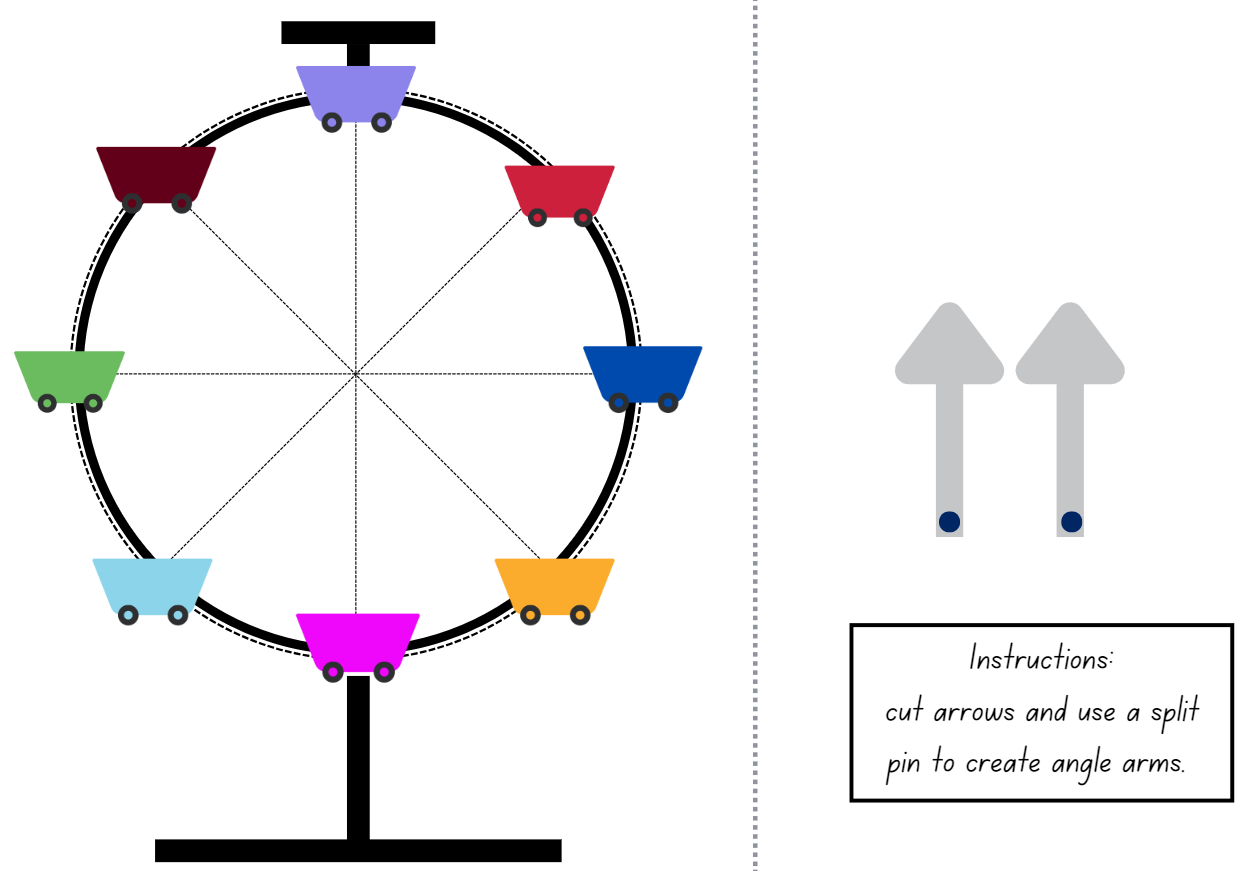 Instructions:
cut arrows and use a split
pin to create angle arms.